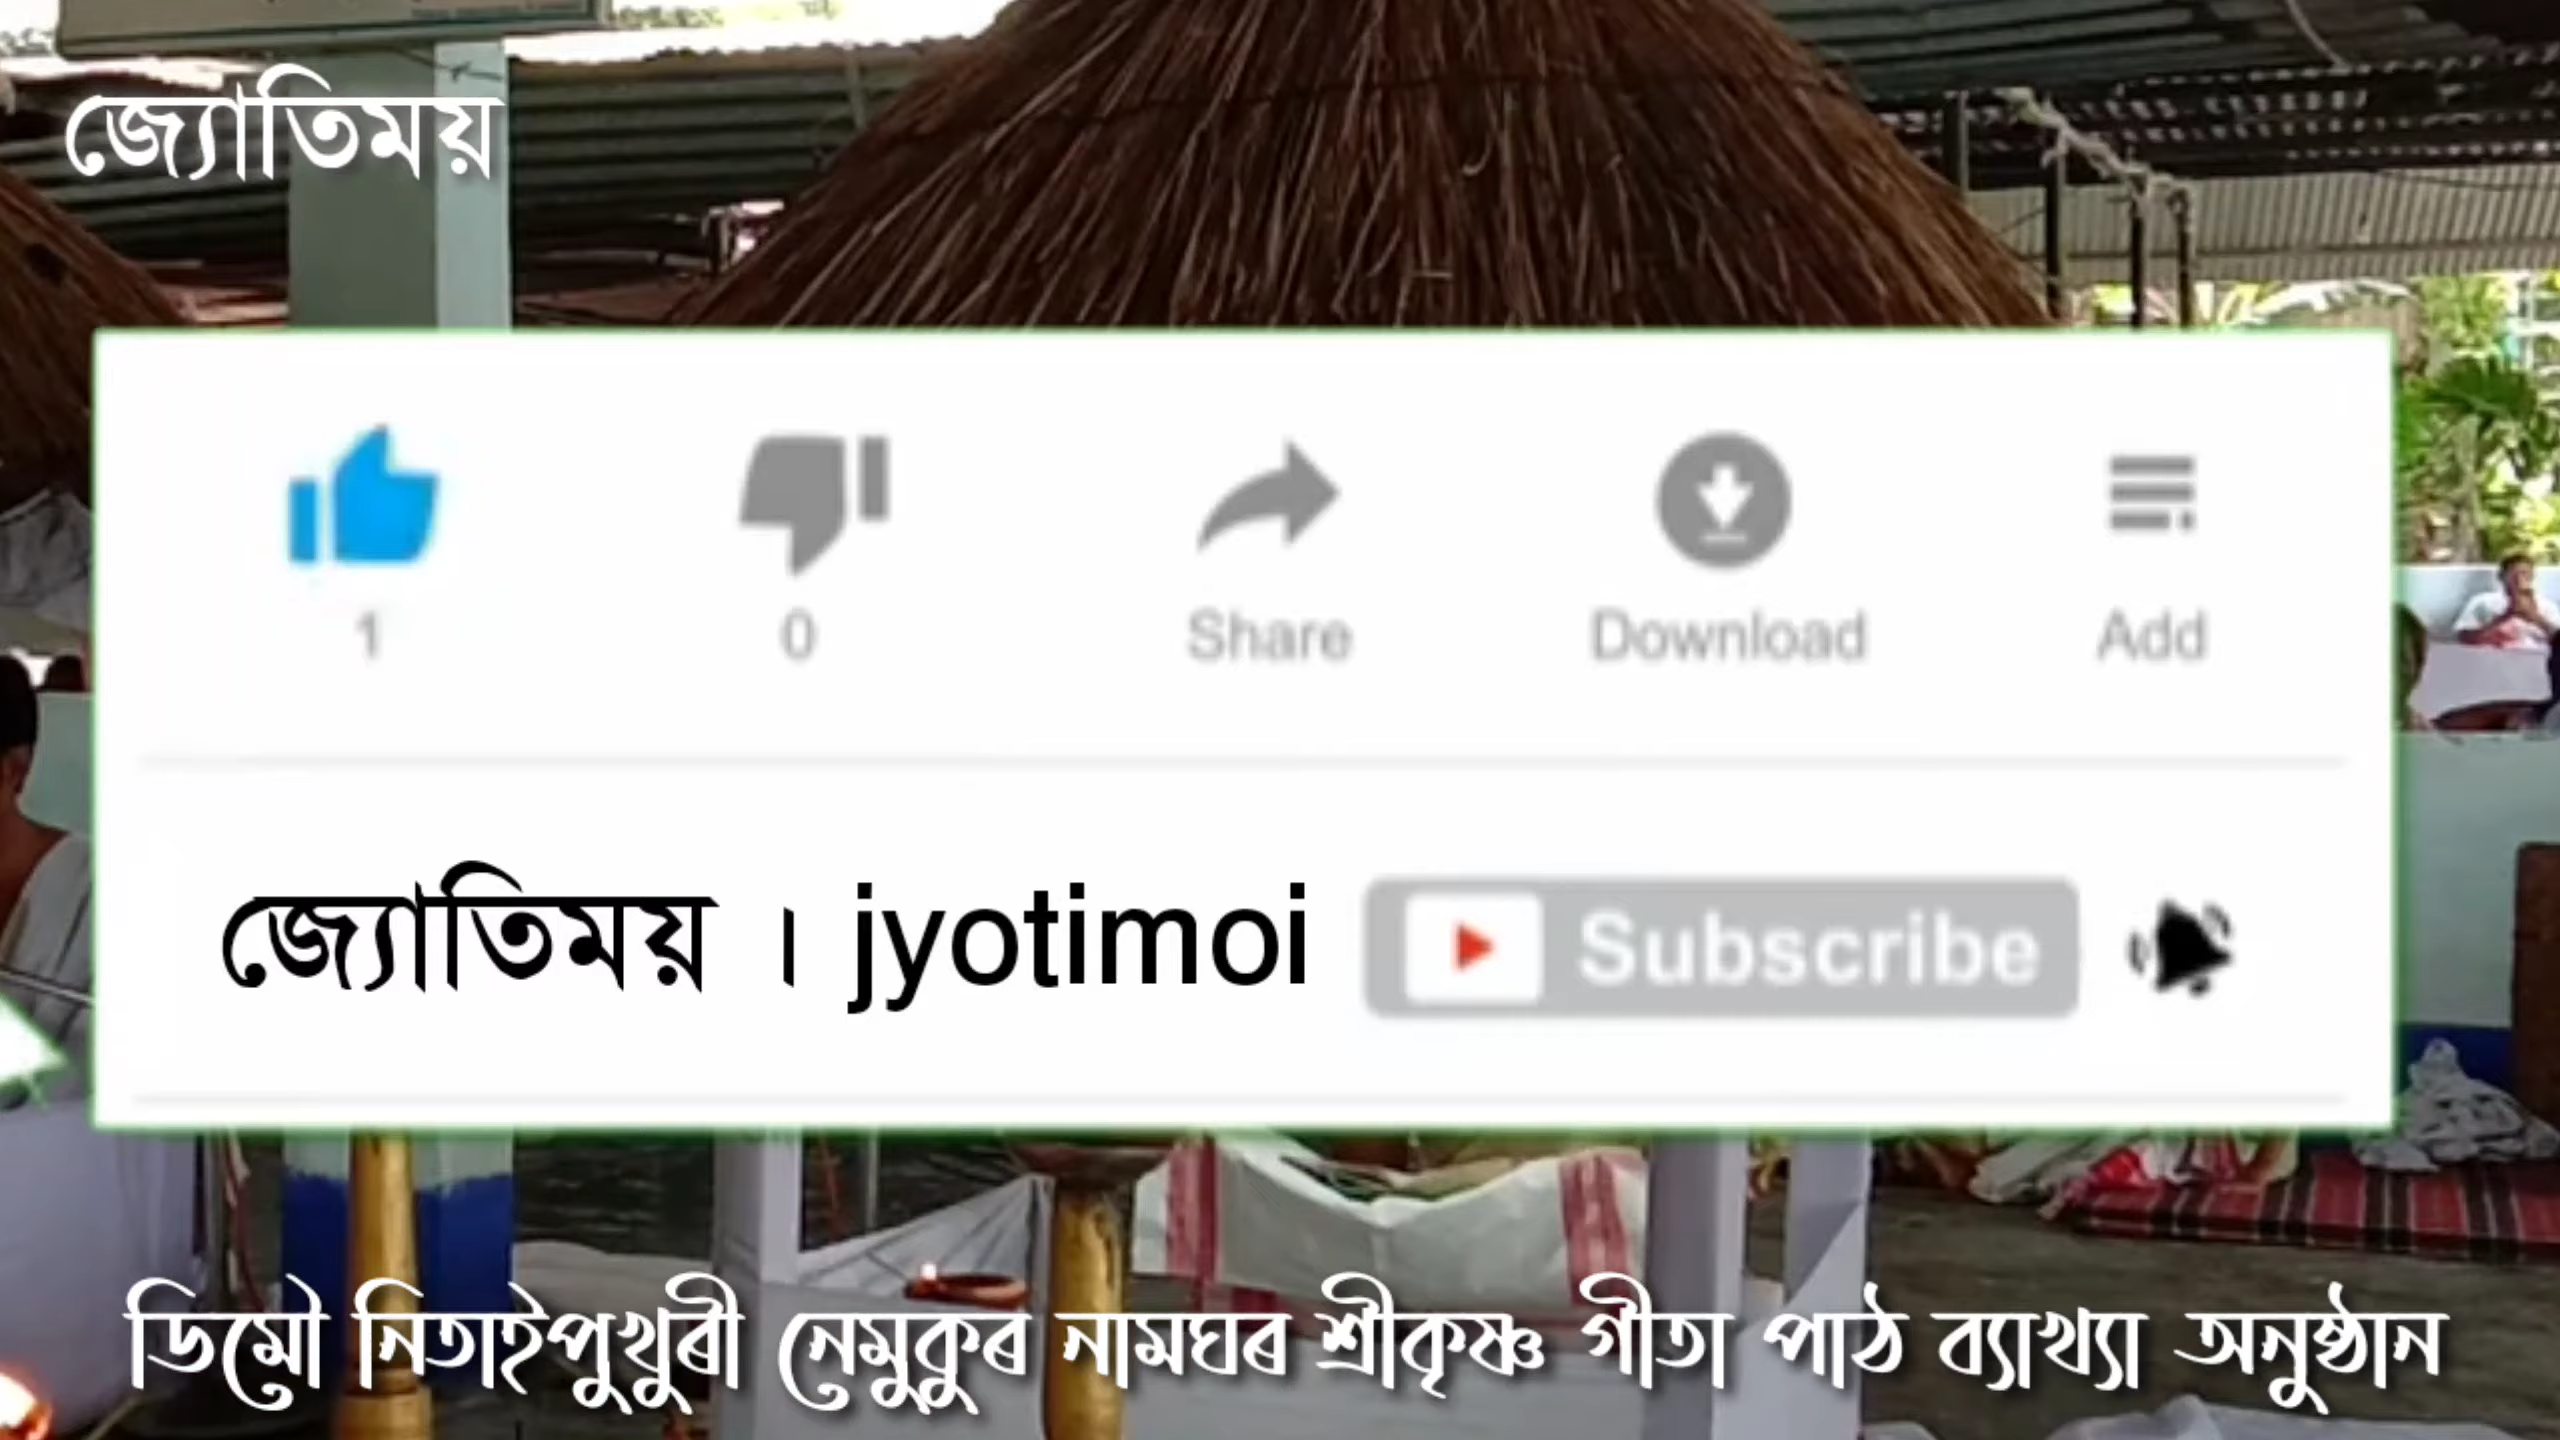 জ্যোতিময়
1 0 Share Download Add
জ্যোতিময় । jyotimoi Subscribe
ডিমৌ নিতাইপুখুৰী নেমুকুৰ নামঘৰ শ্ৰীকৃষ্ণ গীতা পাঠ ব্যাখ্যা অনুষ্ঠান